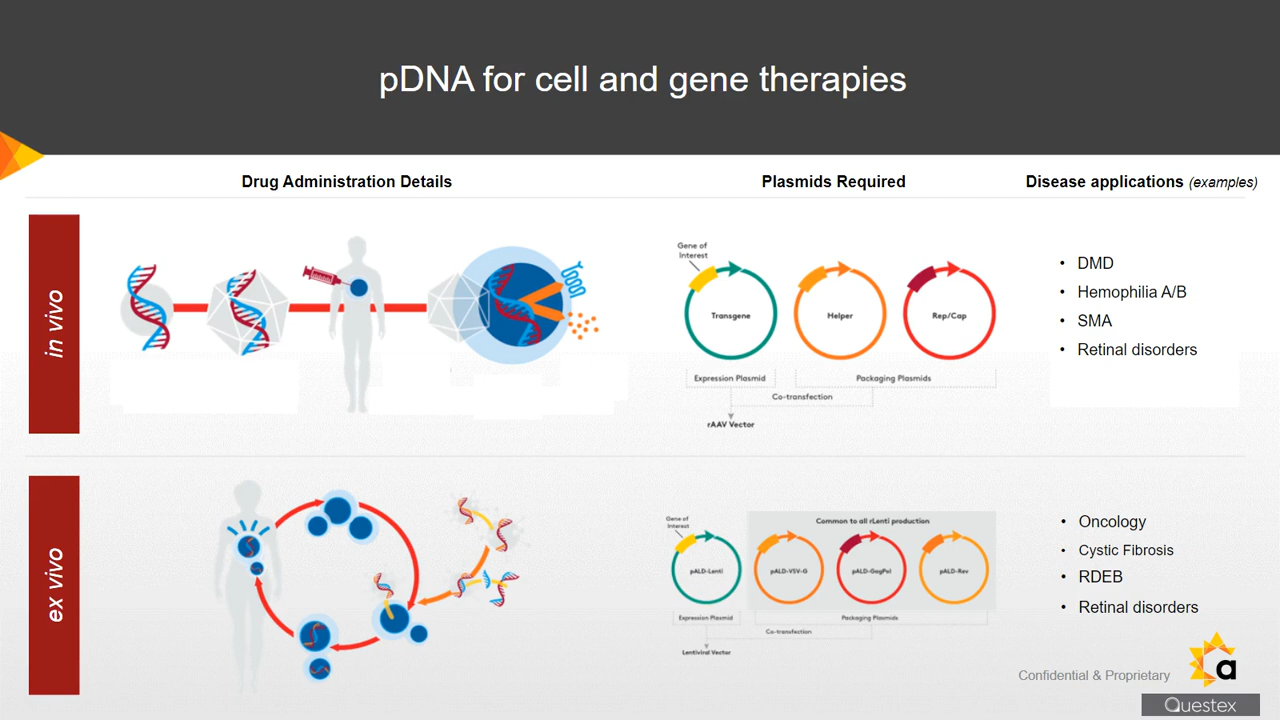 pDNA for cell and gene therapies
Drug Administration Details
Plasmids Required
Disease applications (examples)
in vivo
Gene of
Interest
Transgene
Helper
Rep/Cap
Expression Plasmid
Packaging Plasmids
Co-transfection
rAAV Vector
• DMD
• Hemophilia A/B
• SMA
• Retinal disorders
ex vivo
Gene of
Interest
Common to all rLenti production
pALD-Lenti
pALD-VSV-G
pALD-GagPol
pALD-Rev
Expression Plasmid
Packaging Plasmids
Co-transfection
Lentiviral Vector
• Oncology
• Cystic Fibrosis
• RDEB
• Retinal disorders
Confidential & Proprietary
a
Questex